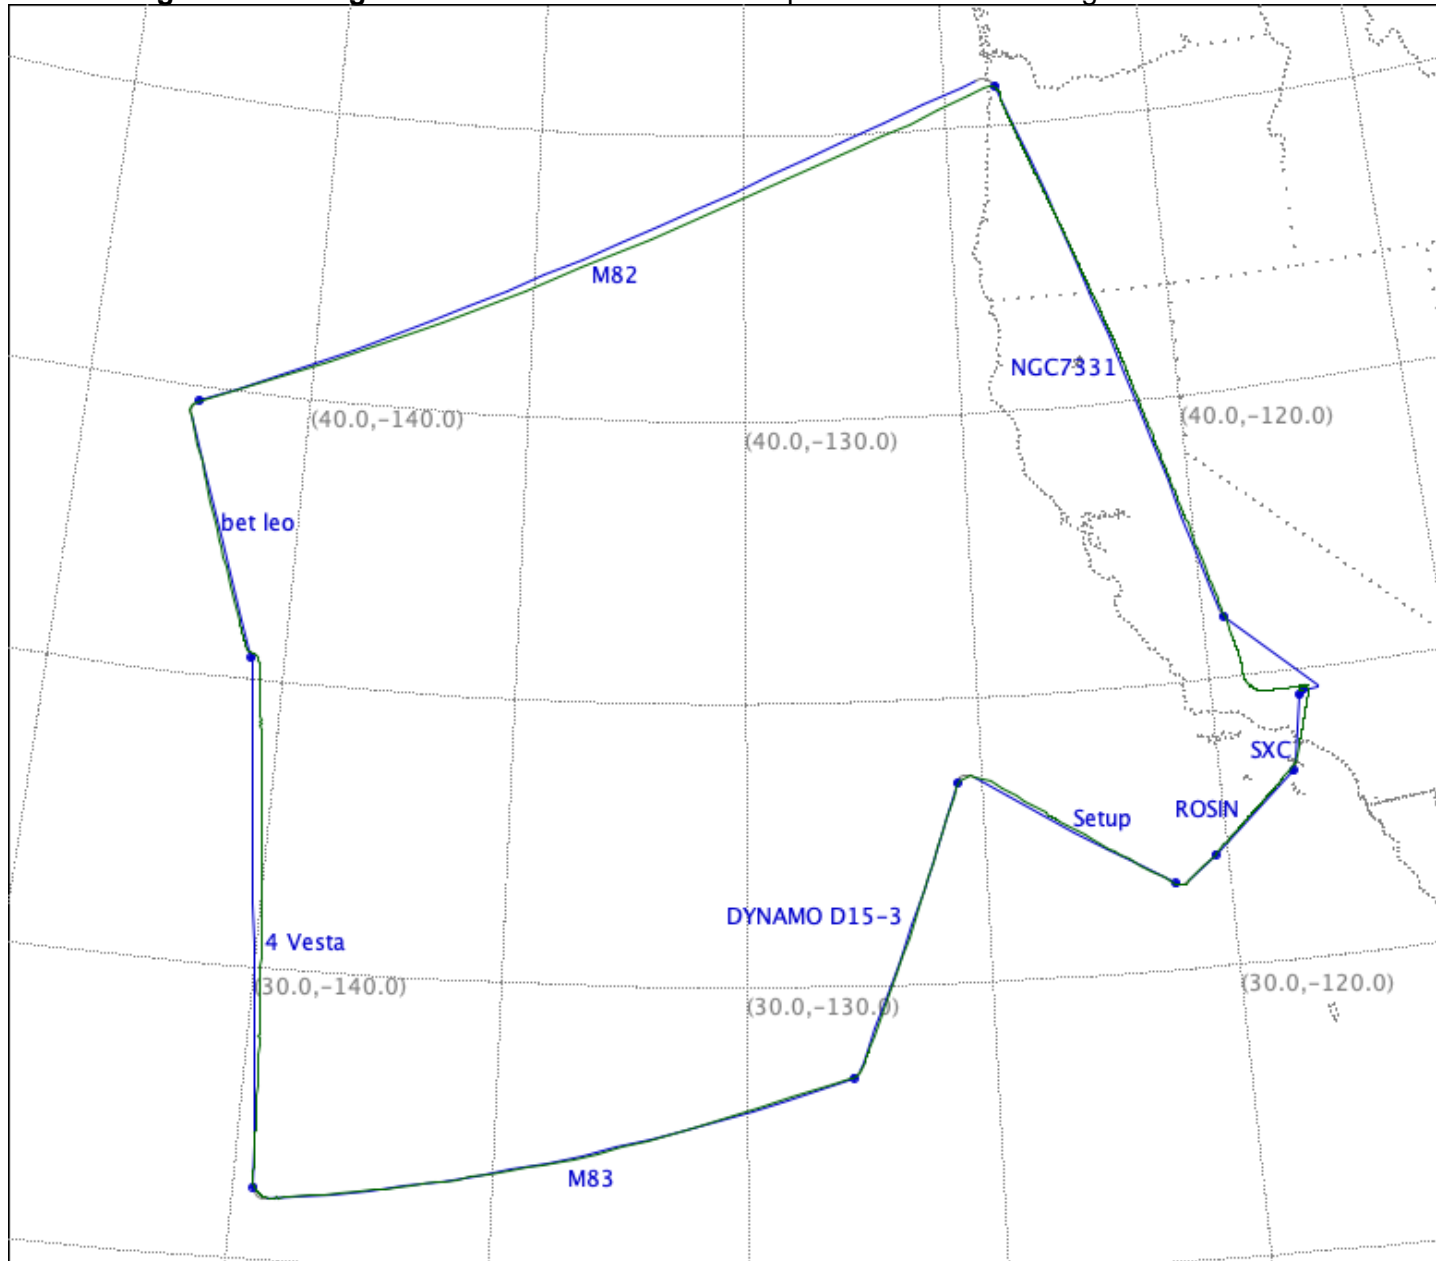 M82
NGC7331
(40.0,-140.0)
(40.0,-120.0)
(40.0,-130.0)
bet leo
SXC
ROSIN
Setup
DYNAMO D15-3
4 Vesta
(30.0,-140.0)
(30.0,-120.0)
(30.0,-130.0)
M83